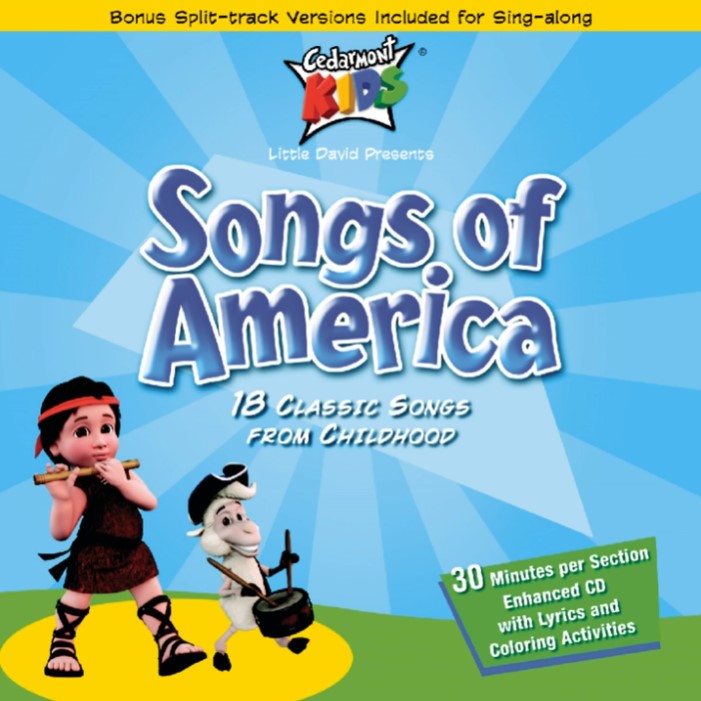 Bonus Split-track Versions Included for Sing-along
Cedarmont ©
KIDS
Little David Presents
Songs of
America
18 Classic Songs
from Childhood
30 Minutes per Section
Enhanced CD
with Lyrics and
Coloring Activities